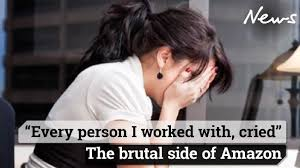 News
“Every person I worked with, cried”
The brutal side of Amazon